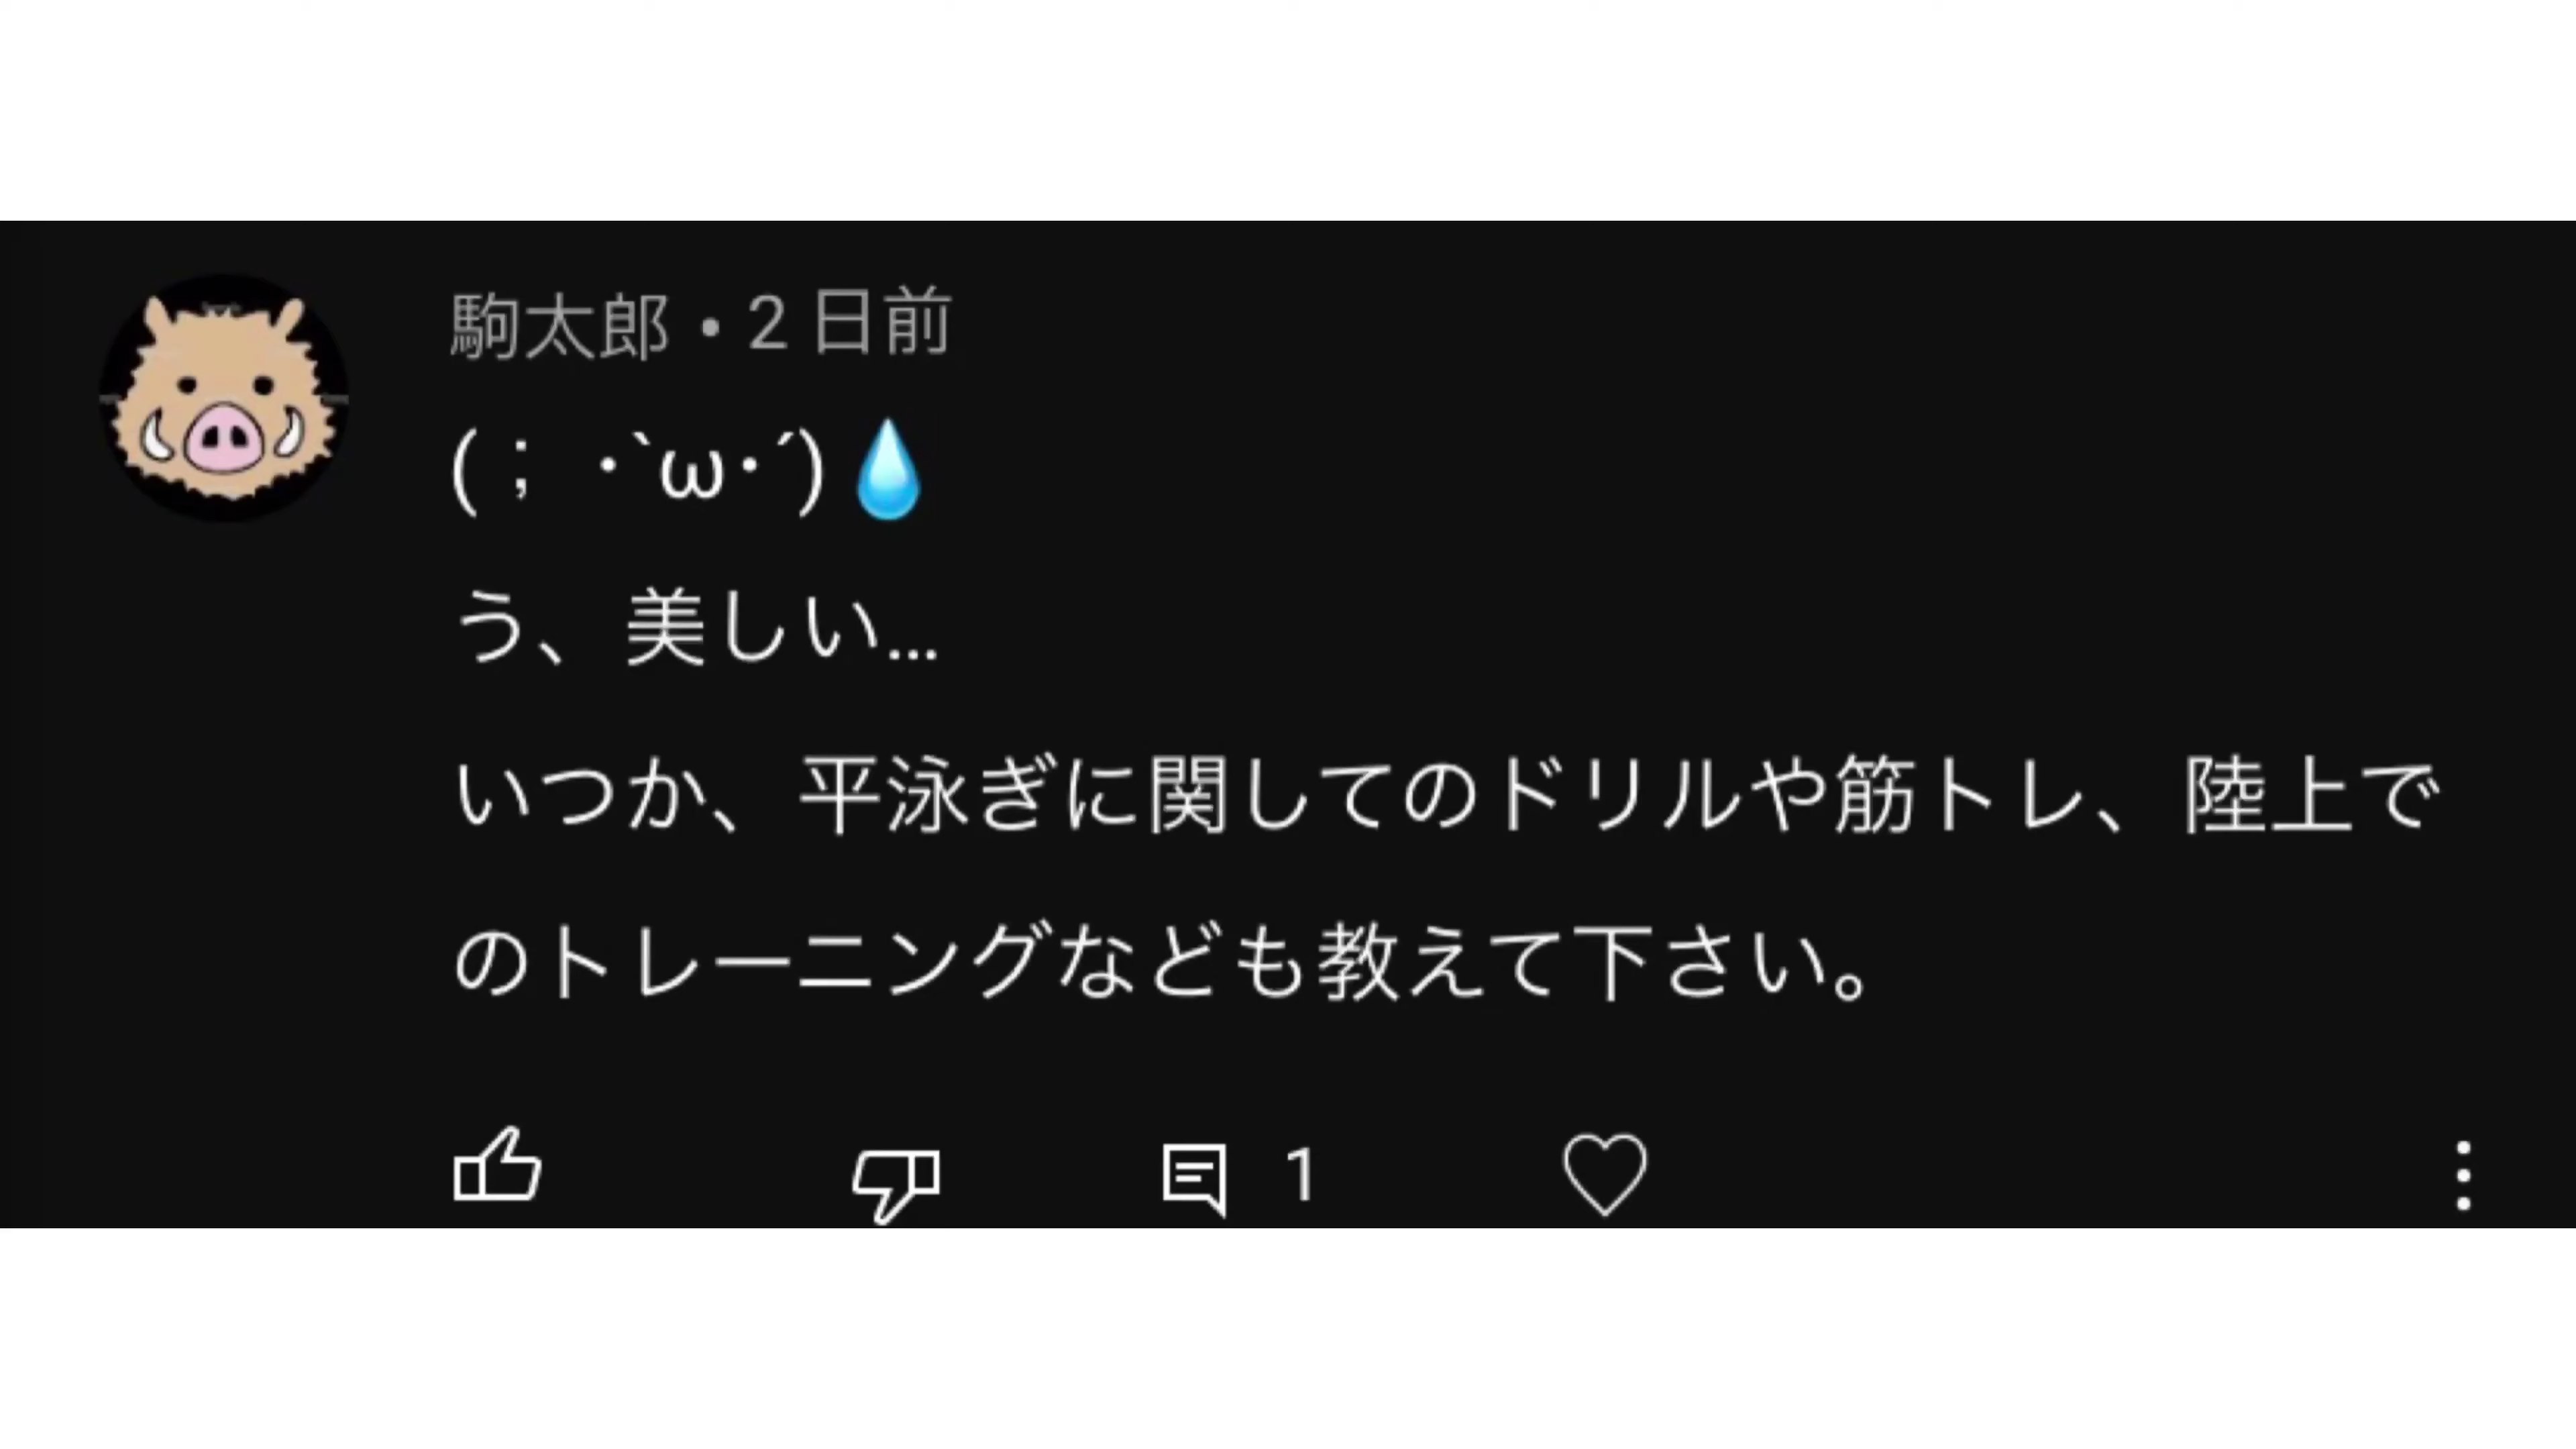 駒太郎・2 日前
(； ･`ω･´)💧
う、美しい…
いつか、平泳ぎに関してのドリルや筋トレ、陸上で
のトレーニングなども教えて下さい。
1